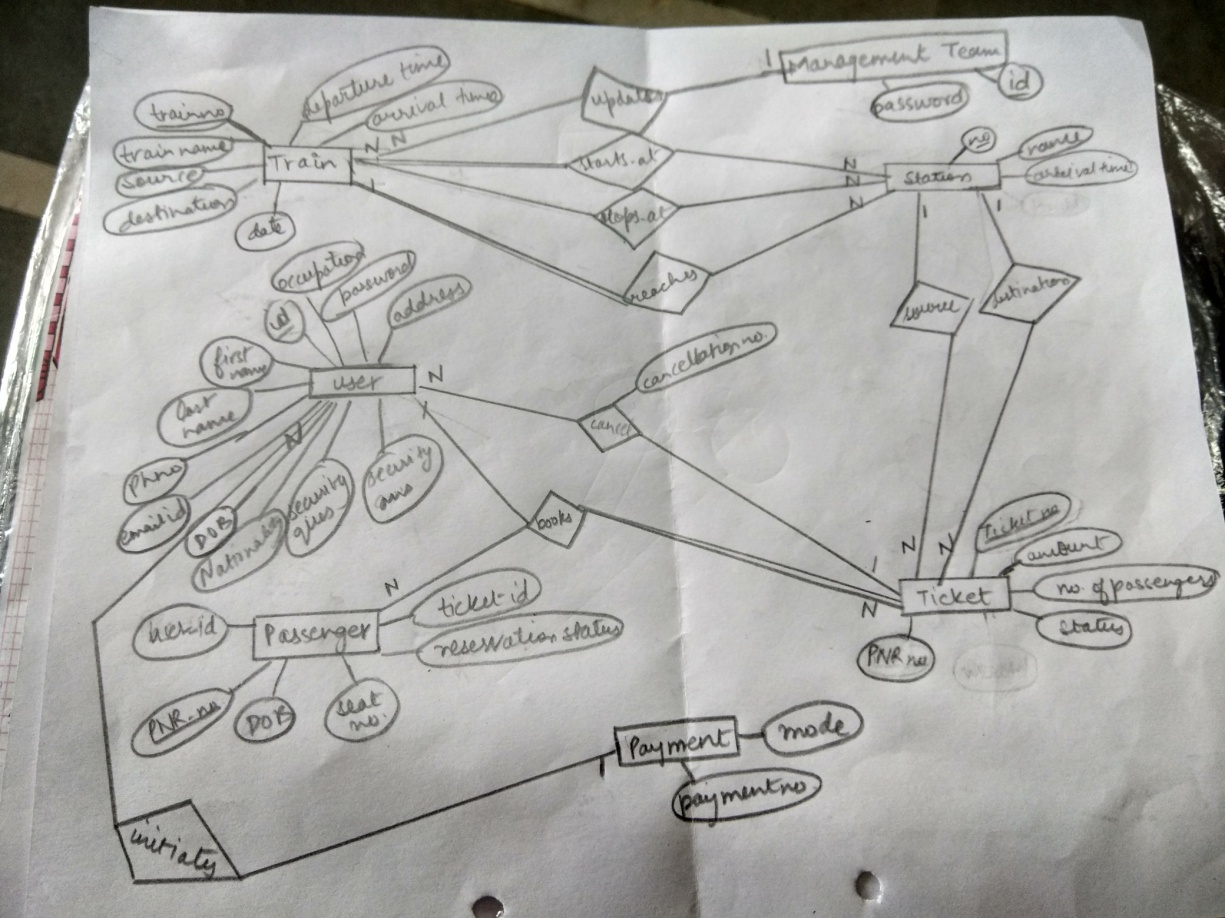 Management Team
1
id
password
departure time
arrival time
train no
train name
source
destination
date
Train
N
N
1
updates
starts-at
stops-at
reaches
N
N
N
no
name
arrival time
Station
1
1
source
destination
occupation
password
address
id
first
name
last
name
Ph.no
email id
DOB
Nationality
security
ques-
security
ans
user
N
1
N
cancellation no.
cancel
books
N
1
N
N
N
Ticket no
amount
no. of passengers
status
PNR no
Ticket
ticket-id
reservation status
user-id
Passenger
PNR-no
DOB
seat
no.
Payment
mode
payment no.
1